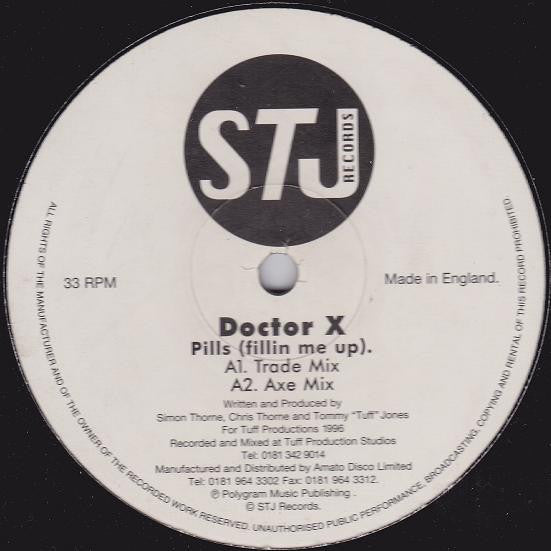 STJ
RECORDS
33 RPM
Made in England.
Doctor X
Pills (fillin me up).
A1. Trade Mix
A2. Axe Mix
Written and Produced by
Simon Thorne, Chris Thorne and Tommy "Tuff" Jones
For Tuff Productions 1996
Recorded and Mixed at Tuff Production Studios
Tel: 0181 342 9014
Manufactured and Distributed by Amato Disco Limited
Tel: 0181 964 3302 Fax: 0181 964 3312.
℗ Polygram Music Publishing .
© STJ Records.
ALL RIGHTS OF THE MANUFACTURER AND OF THE OWNER OF THE RECORDED WORK RESERVED. UNAUTHORISED PUBLIC PERFORMANCE, BROADCASTING, COPYING AND RENTAL OF THIS RECORD PROHIBITED.